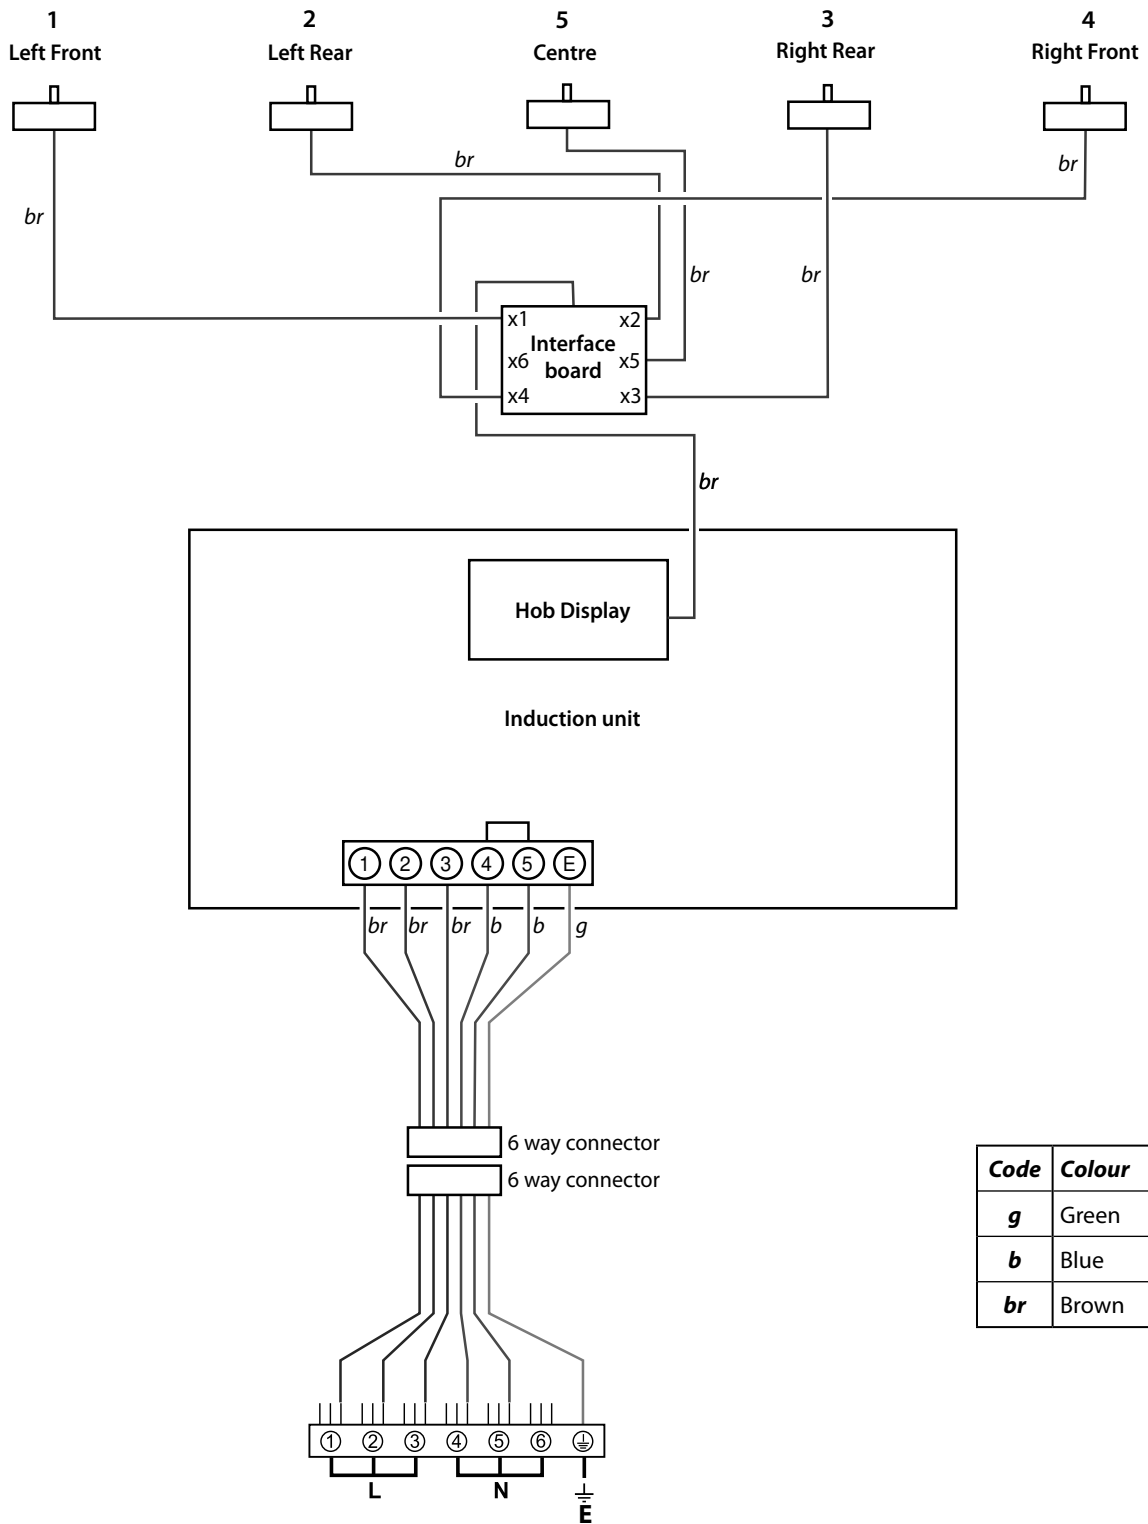 1 2 5 3 4
Left Front Left Rear Centre Right Rear Right Front
br
br
br
br br
x1 x2
Interface
x6 x5
board
x4 x3
br
Hob Display
Induction unit
1 2 3 4 5 E
br br br b b g
6 way connector
6 way connector
Code Colour
g Green
b Blue
br Brown
1 2 3 4 5 6
L N
E